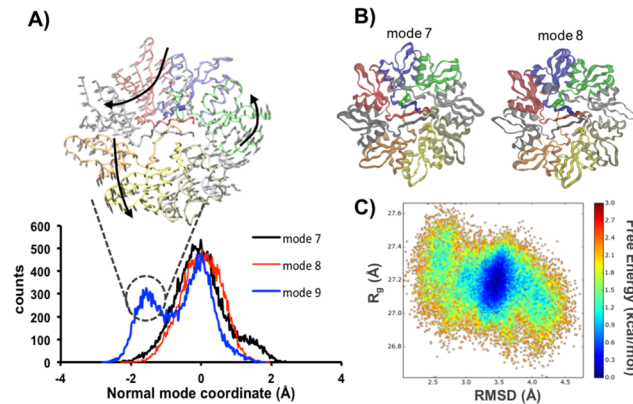 A)
600
500
400
300
200
100
0
counts
-4
-2
0
2
4
Normal mode coordinate (Å)
mode 7
mode 8
mode 9
B)
mode 7
mode 8
C)
27.6
27.4
27.2
27.0
26.8
Rg (Å)
2.5
3.0
3.5
4.0
4.5
RMSD (Å)
3.0
2.7
2.4
2.1
1.8
1.5
1.2
0.9
0.6
0.3
0.0
Free Energy (kcal/mol)